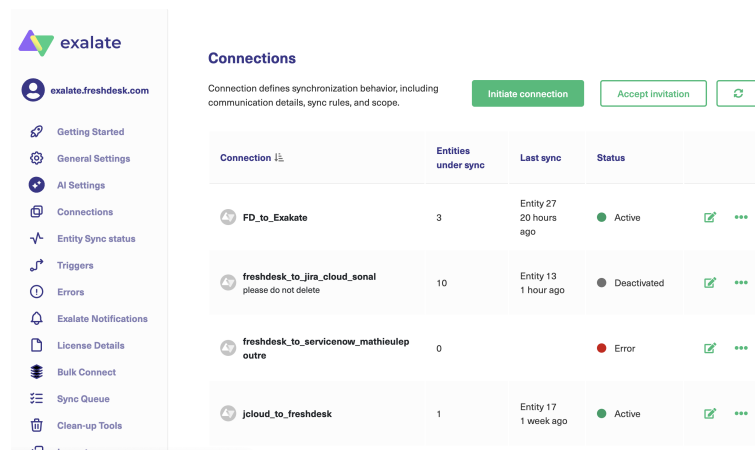 exalate
exalate.freshdesk.com
Getting Started
General Settings
AI Settings
Connections
Entity Sync status
Triggers
Errors
Exalate Notifications
License Details
Bulk Connect
Sync Queue
Clean-up Tools
Connections
Connection defines synchronization behavior, including
communication details, sync rules, and scope.
Initiate connection
Accept invitation
Connection
Entities
under sync
Last sync
Status
FD_to_Exakate
3
Entity 27
20 hours
ago
Active
freshdesk_to_jira_cloud_sonal
please do not delete
10
Entity 13
1 hour ago
Deactivated
freshdesk_to_servicenow_mathieulep
outre
0
Error
jcloud_to_freshdesk
1
Entity 17
1 week ago
Active